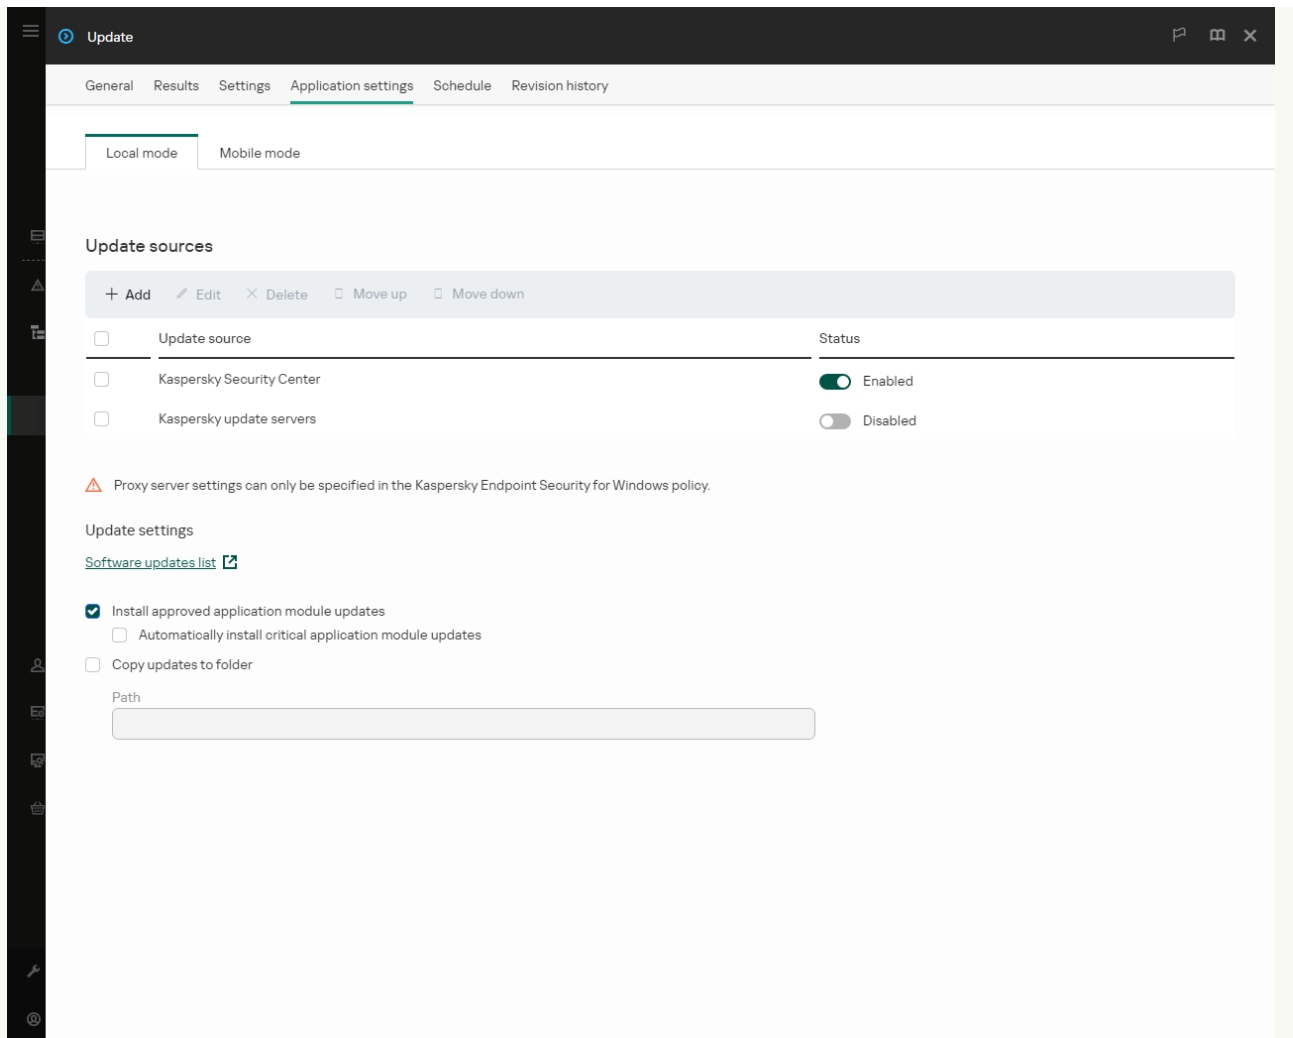 Update
General Results Settings Application settings Schedule Revision history
Local mode Mobile mode
Update sources
Add Edit Delete Move up Move down
Update source Status
Kaspersky Security Center Enabled
Kaspersky update servers Disabled
Proxy server settings can only be specified in the Kaspersky Endpoint Security for Windows policy.
Update settings
Software updates list
Install approved application module updates
Automatically install critical application module updates
Copy updates to folder
Path